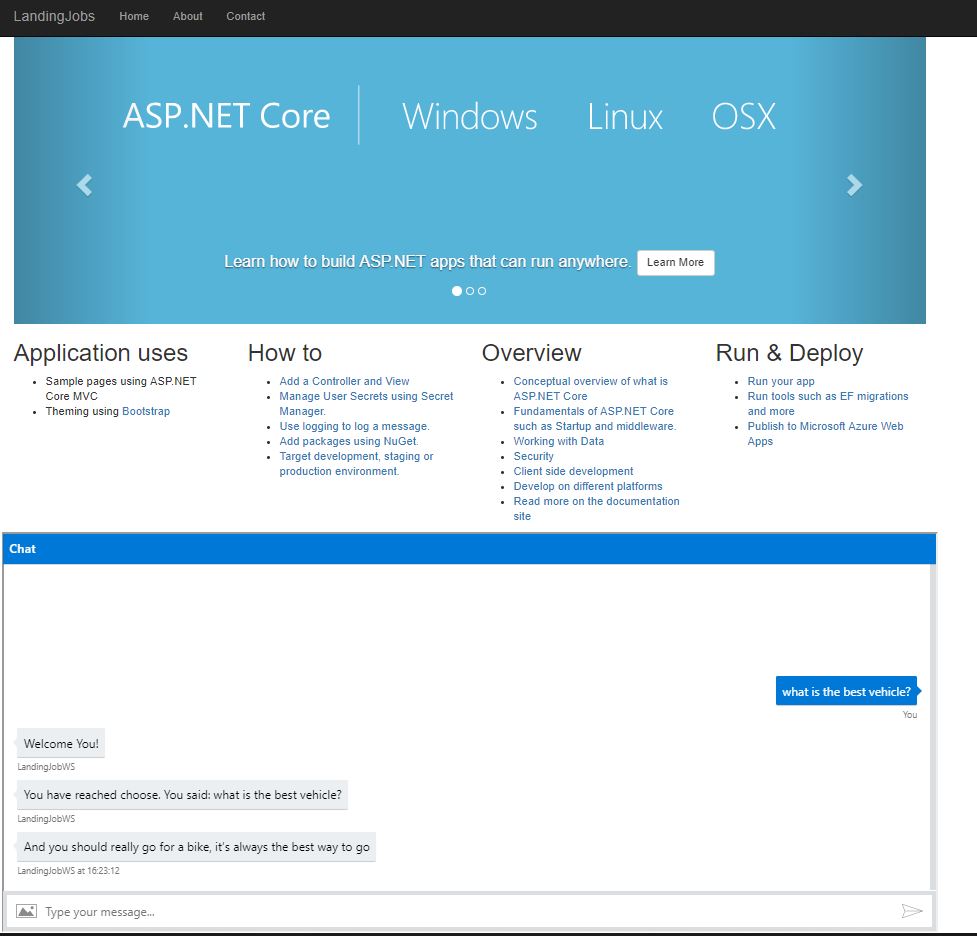 LandingJobs Home About Contact
ASP.NET Core Windows Linux OSX
Learn how to build ASP.NET apps that can run anywhere. Learn More
Application uses
Sample pages using ASP.NET
Core MVC
Theming using Bootstrap
How to
Add a Controller and View
Manage User Secrets using Secret
Manager.
Use logging to log a message.
Add packages using NuGet.
Target development, staging or
production environment.
Overview
Conceptual overview of what is
ASP.NET Core
Fundamentals of ASP.NET Core
such as Startup and middleware.
Working with Data
Security
Client side development
Develop on different platforms
Read more on the documentation
site
Run & Deploy
Run your app
Run tools such as EF migrations
and more
Publish to Microsoft Azure Web
Apps
Chat
what is the best vehicle?
You
Welcome You!
LandingJobWS
You have reached choose. You said: what is the best vehicle?
LandingJobWS
And you should really go for a bike, it's always the best way to go
LandingJobWS at 16:23:12
Type your message...